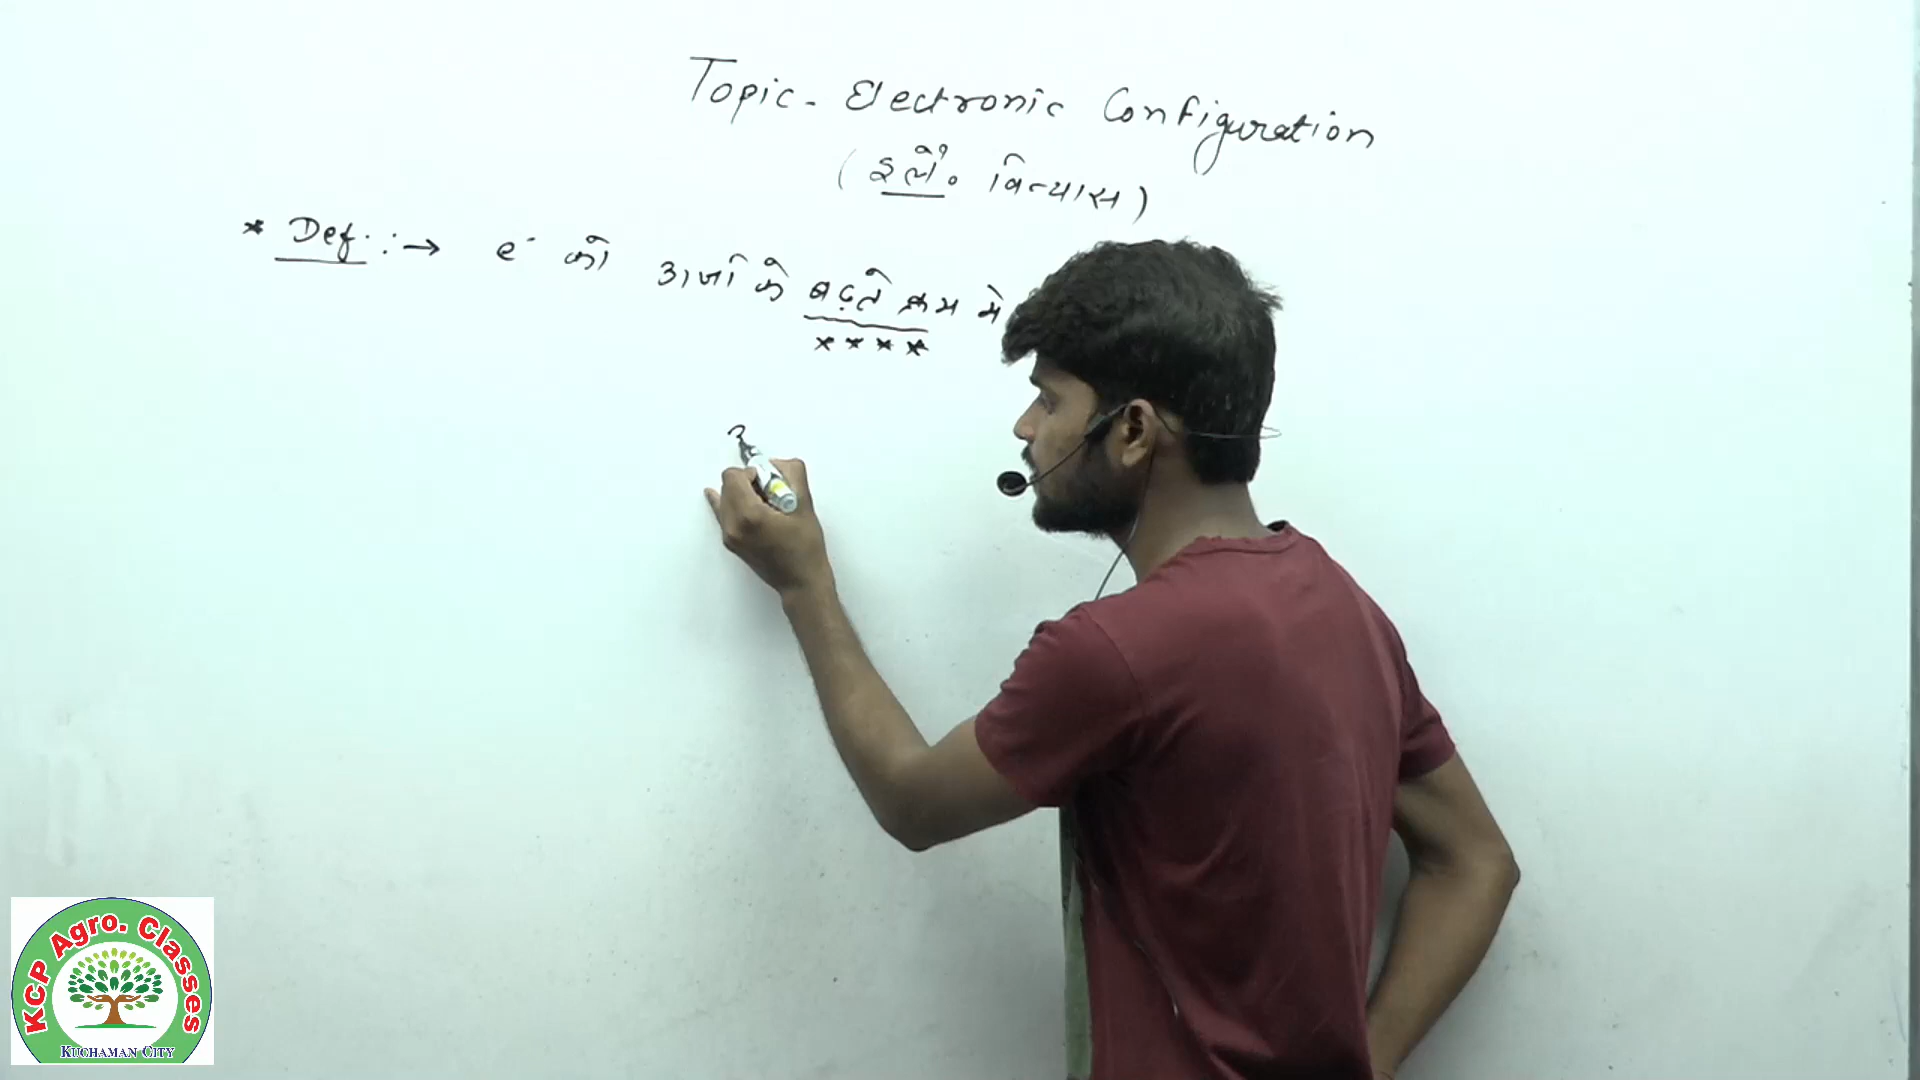 Topic - Electronic Configuration
(इले० विन्यास)
* Def. :→ e⁻ को ऊर्जा के बढ़ते क्रम मे
* * * *
KCP Agro. Classes
KUCHAMAN CITY